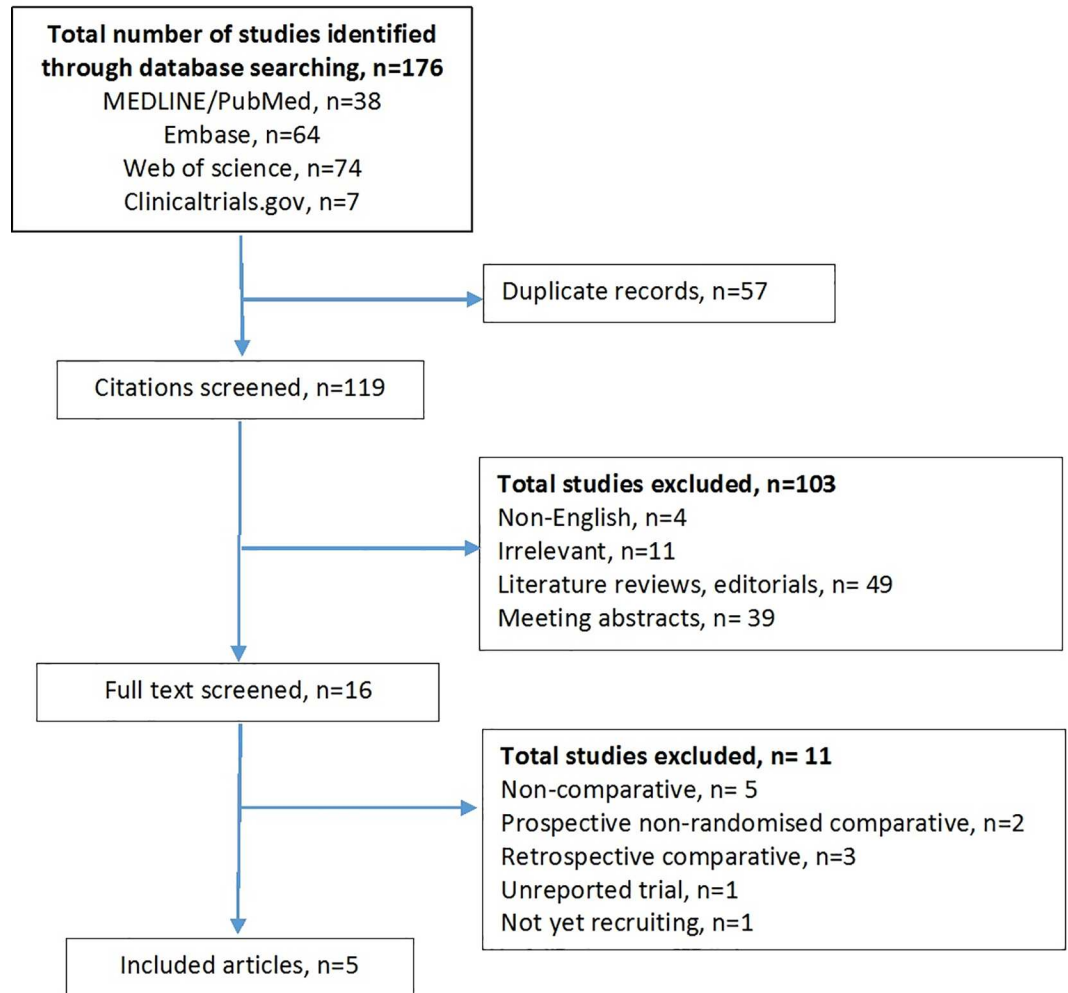 Total number of studies identified
through database searching, n=176
MEDLINE/PubMed, n=38
Embase, n=64
Web of science, n=74
Clinicaltrials.gov, n=7
Duplicate records, n=57
Citations screened, n=119
Total studies excluded, n=103
Non-English, n=4
Irrelevant, n=11
Literature reviews, editorials, n= 49
Meeting abstracts, n= 39
Full text screened, n=16
Total studies excluded, n= 11
Non-comparative, n= 5
Prospective non-randomised comparative, n=2
Retrospective comparative, n=3
Unreported trial, n=1
Not yet recruiting, n=1
Included articles, n=5